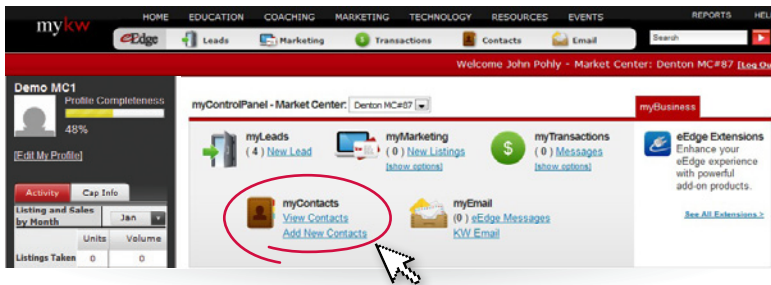 mykw
HOME EDUCATION COACHING MARKETING TECHNOLOGY RESOURCES EVENTS REPORTS HEL
eEdge Leads Marketing Transactions Contacts Email Search
Welcome John Pohly - Market Center: Denton MC#87 [Log Ou
Demo MC1
Profile Completeness
48%
[Edit My Profile]
Activity Cap Info
Listing and Sales
by Month
Jan
Units Volume
Listings Taken 0 0
myControlPanel - Market Center: Denton MC#87
myLeads
( 4 ) New Lead
myMarketing
( 0 ) New Listings
[show options]
$
myTransactions
( 0 ) Messages
[show options]
myContacts
View Contacts
Add New Contacts
myEmail
(0 ) eEdge Messages
KW Email
myBusiness
eEdge Extensions
Enhance your
eEdge experience
with powerful
add-on products.
See All Extensions >